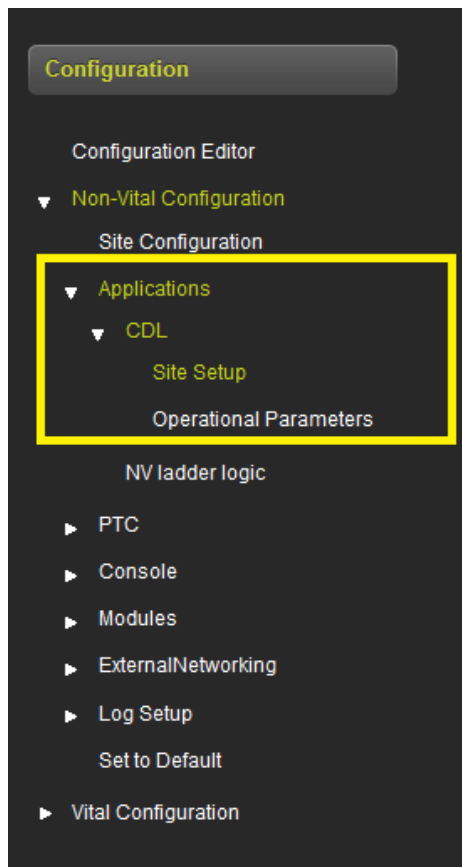 Configuration
Configuration Editor
Non-Vital Configuration
Site Configuration
Applications
CDL
Site Setup
Operational Parameters
NV ladder logic
PTC
Console
Modules
ExternalNetworking
Log Setup
Set to Default
Vital Configuration